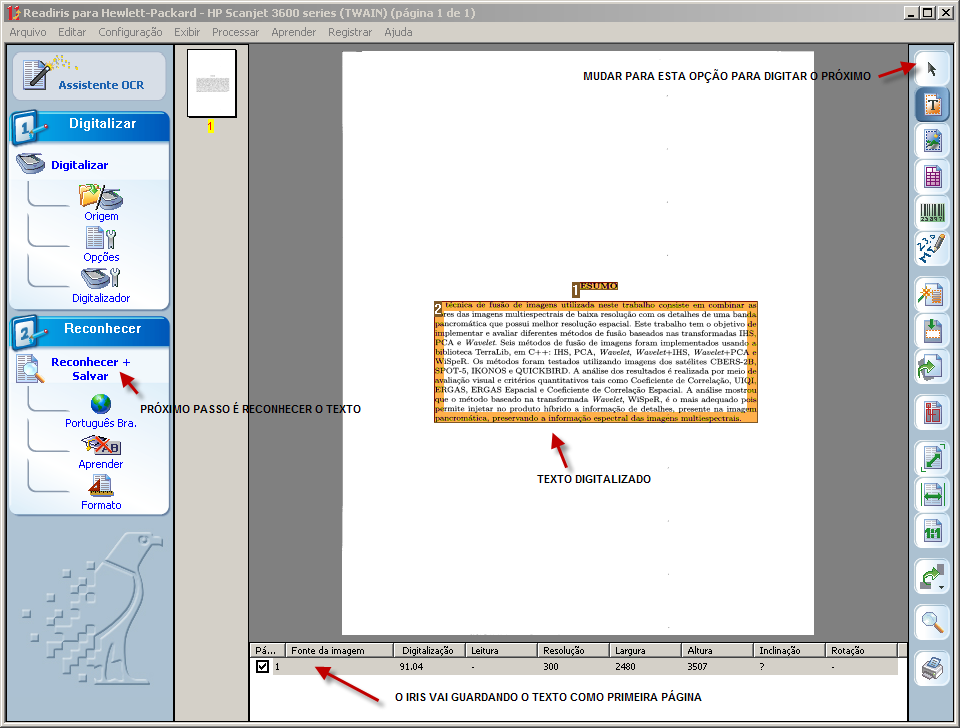 Readiris para Hewlett-Packard - HP Scanjet 3600 series (TWAIN) (página 1 de 1)
Arquivo Editar Configuração Exibir Processar Aprender Registrar Ajuda
Assistente OCR
1 Digitalizar
Digitalizar
Origem
Opções
Digitalizador
2 Reconhecer
Reconhecer +
Salvar
Português Bra.
Aprender
Formato
1
MUDAR PARA ESTA OPÇÃO PARA DIGITAR O PRÓXIMO
1 ESUMO
2 técnica de fusão de imagens utilizada neste trabalho consiste em combinar as
res das imagens multiespectrais de baixa resolução com os detalhes de uma banda
pancromática que possui melhor resolução espacial. Este trabalho tem o objetivo de
implementar e avaliar diferentes métodos de fusão baseados nas transformadas IHS,
PCA e Wavelet. Seis métodos de fusão de imagens foram implementados usando a
biblioteca TerraLib, em C++: IHS, PCA, Wavelet, Wavelet+IHS, Wavelet+PCA e
WiSpeR. Os métodos foram testados utilizando imagens dos satélites CBERS-2B,
SPOT-5, IKONOS e QUICKBIRD. A análise dos resultados é realizada por meio de
avaliação visual e critérios quantitativos tais como Coeficiente de Correlação, UIQI,
ERGAS, ERGAS Espacial e Coeficiente de Correlação Espacial. A análise mostrou
que o método baseado na transformada Wavelet, WiSPeR, é o mais adequado pois
permite injetar no produto híbrido a informação de detalhes, presente na imagem
pancromática, preservando a informação espectral das imagens multiespectrais.
PRÓXIMO PASSO É RECONHECER O TEXTO
TEXTO DIGITALIZADO
T
23897
1:1
Pá... Fonte da imagem Digitalização Leitura Resolução Largura Altura Inclinação Rotação
1 91.04 - 300 2480 3507 ? -
O IRIS VAI GUARDANDO O TEXTO COMO PRIMEIRA PÁGINA